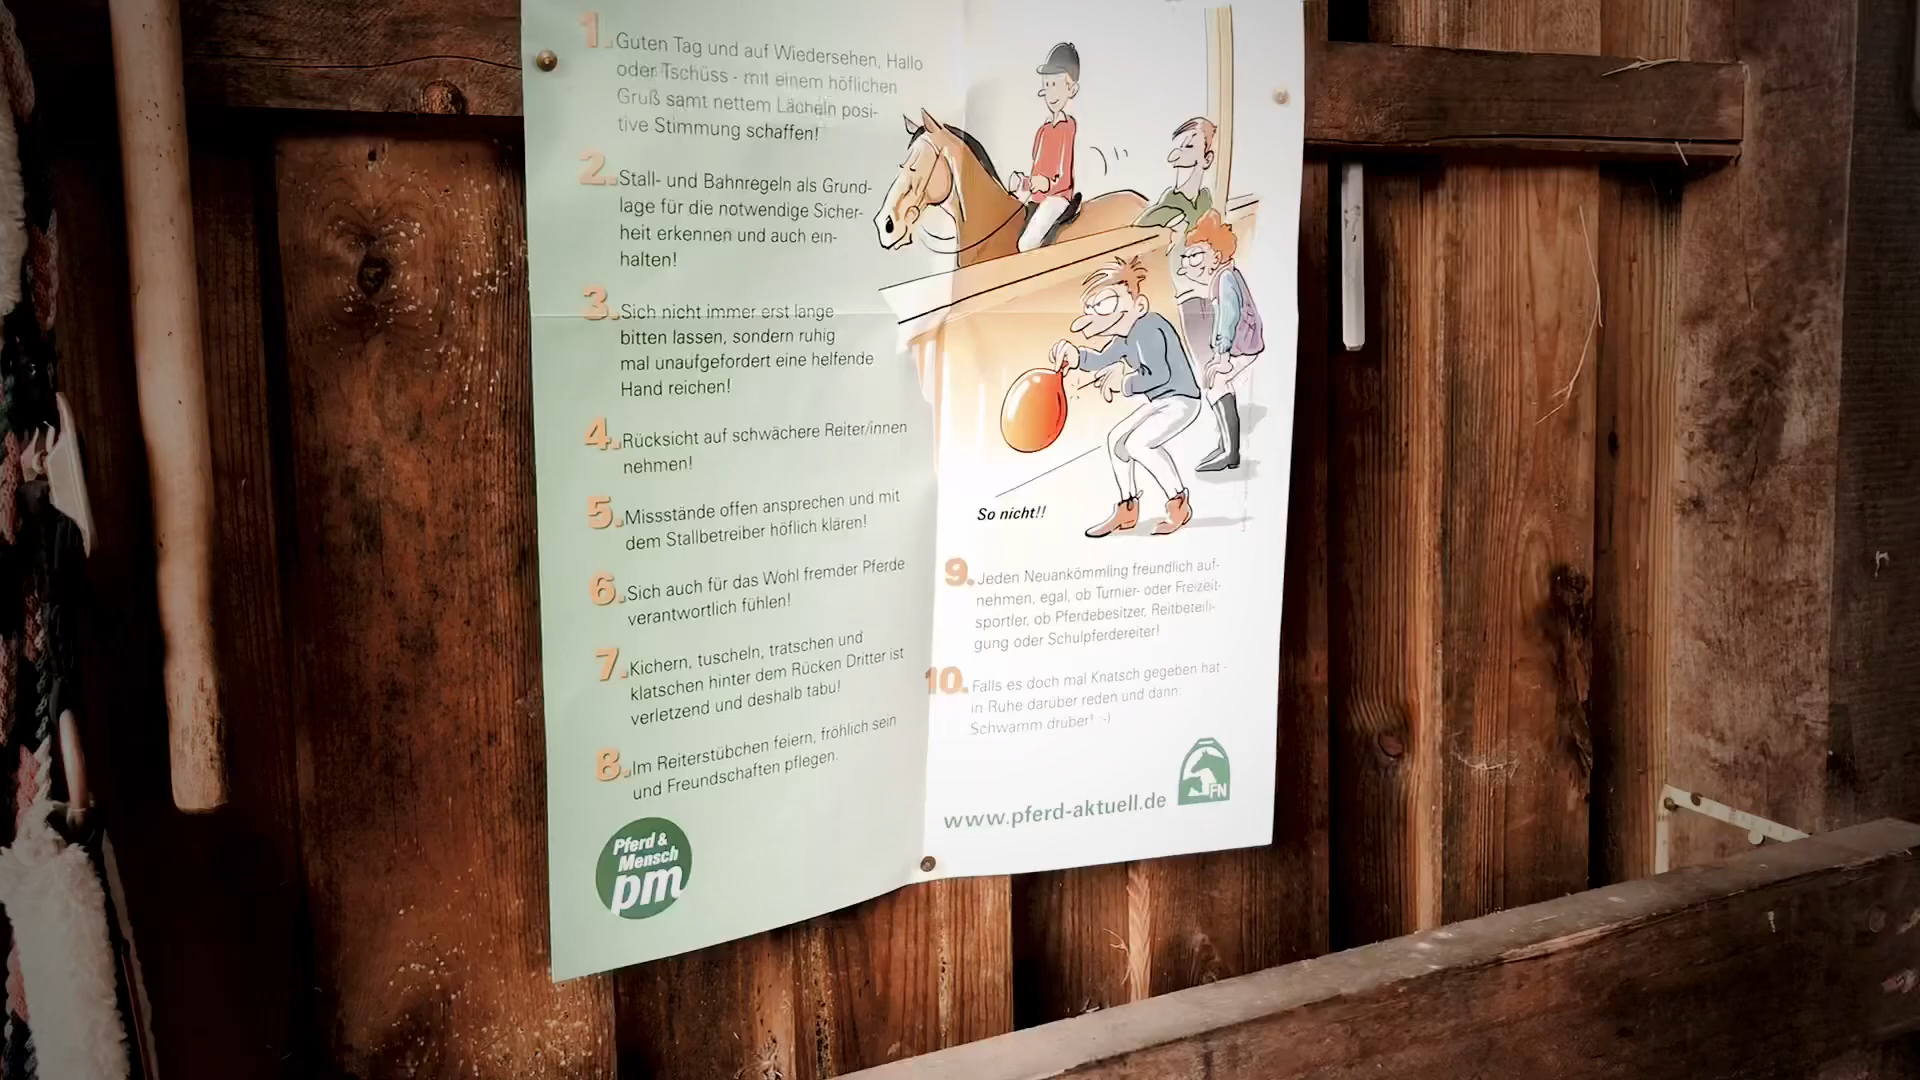 1. Guten Tag und auf Wiedersehen, Hallo
oder Tschüss - mit einem höflichen
Gruß samt nettem Lächeln posi-
tive Stimmung schaffen!
2. Stall- und Bahnregeln als Grund-
lage für die notwendige Sicher-
heit erkennen und auch ein-
halten!
3. Sich nicht immer erst lange
bitten lassen, sondern ruhig
mal unaufgefordert eine helfende
Hand reichen!
4. Rücksicht auf schwächere Reiter/innen
nehmen!
5. Missstände offen ansprechen und mit
dem Stallbetreiber höflich klären!
6. Sich auch für das Wohl fremder Pferde
verantwortlich fühlen!
7. Kichern, tuscheln, tratschen und
klatschen hinter dem Rücken Dritter ist
verletzend und deshalb tabu!
8. Im Reiterstübchen feiern, fröhlich sein
und Freundschaften pflegen.
Pferd &
Mensch
pm
So nicht!!
9. Jeden Neuankömmling freundlich auf-
nehmen, egal, ob Turnier- oder Freizeit-
sportler, ob Pferdebesitzer, Reitbeteili-
gung oder Schulpferdereiter!
10. Falls es doch mal Knatsch gegeben hat -
in Ruhe darüber reden und dann:
Schwamm drüber! :-)
www.pferd-aktuell.de
FN